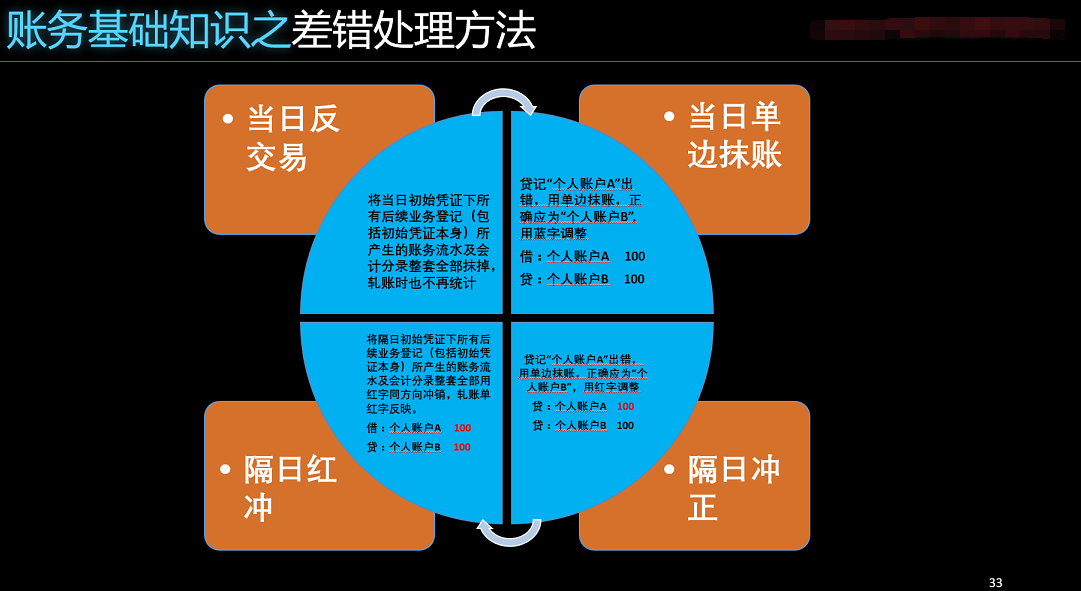 账务基础知识之差错处理方法
• 当日反
交易
• 当日单
边抹账
将当日初始凭证下所
有后续业务登记（包
括初始凭证本身）所
产生的账务流水及会
计分录整套全部抹掉，
轧账时也不再统计
贷记“个人账户A”出
错，用单边抹账，正
确应为“个人账户B”，
用蓝字调整
借：个人账户A 100
贷：个人账户B 100
将隔日初始凭证下所有后
续业务登记（包括初始凭
证本身）所产生的账务流
水及会计分录整套全部用
红字同方向冲销，轧账单
红字反映。
借：个人账户A 100
贷：个人账户B 100
贷记“个人账户A”出错，
用单边抹账，正确应为“个
人账户B”，用红字调整
贷：个人账户A 100
贷：个人账户B 100
• 隔日红
冲
• 隔日冲
正
33